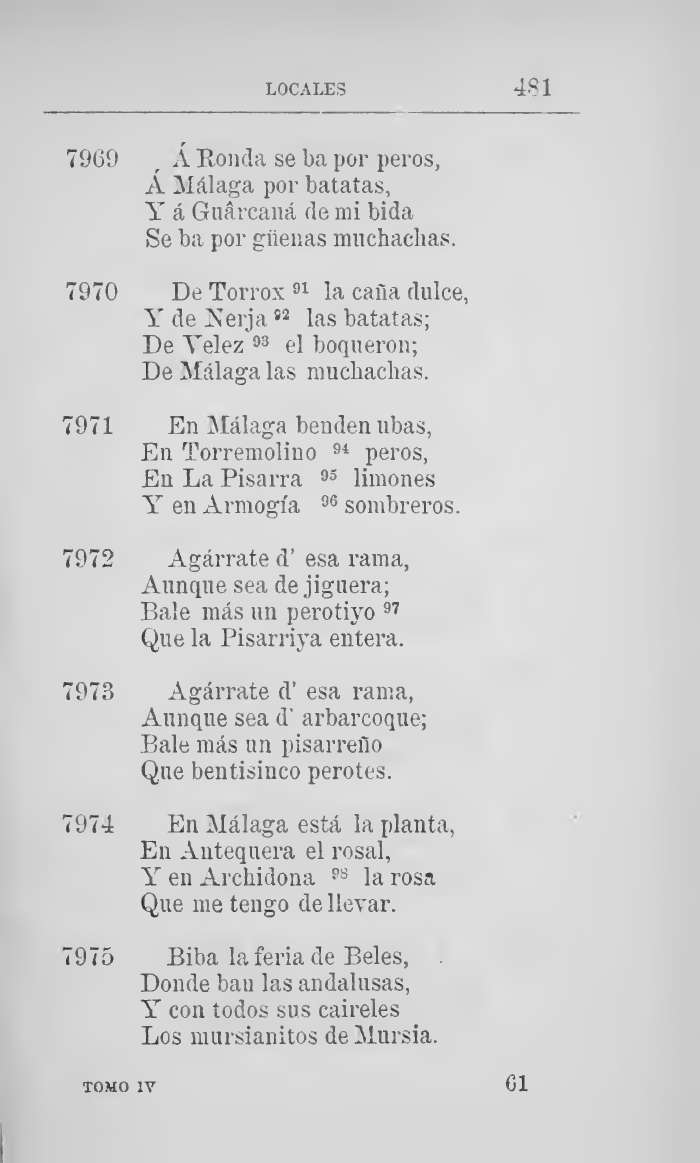 LOCALES 481
7969 Á Ronda se ba por peros,
Á Málaga por batatas,
Y á Guârcaná de mi bida
Se ba por güenas muchachas.
7970 De Torrox 91 la caña dulce,
Y de Nerja 92 las batatas;
De Velez 93 el boqueron;
De Málaga las muchachas.
7971 En Málaga benden ubas,
En Torremolino 94 peros,
En La Pisarra 95 limones
Y en Armogía 96 sombreros.
7972 Agárrate d' esa rama,
Aunque sea de jiguera;
Bale más un perotiyo 97
Que la Pisarriya entera.
7973 Agárrate d' esa rama,
Aunque sea d' arbarcoque;
Bale más un pisarreño
Que bentisinco perotes.
7974 En Málaga está la planta,
En Antequera el rosal,
Y en Archidona 98 la rosa
Que me tengo de llevar.
7975 Biba la feria de Beles,
Donde ban las andalusas,
Y con todos sus caireles
Los mursianitos de Mursia.
TOMO IV 61